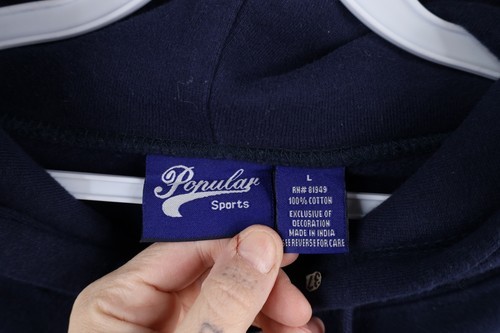 Popular
Sports
L
RN# 81949
100% COTTON
EXCLUSIVE OF
DECORATION
MADE IN INDIA
SEE REVERSE FOR CARE